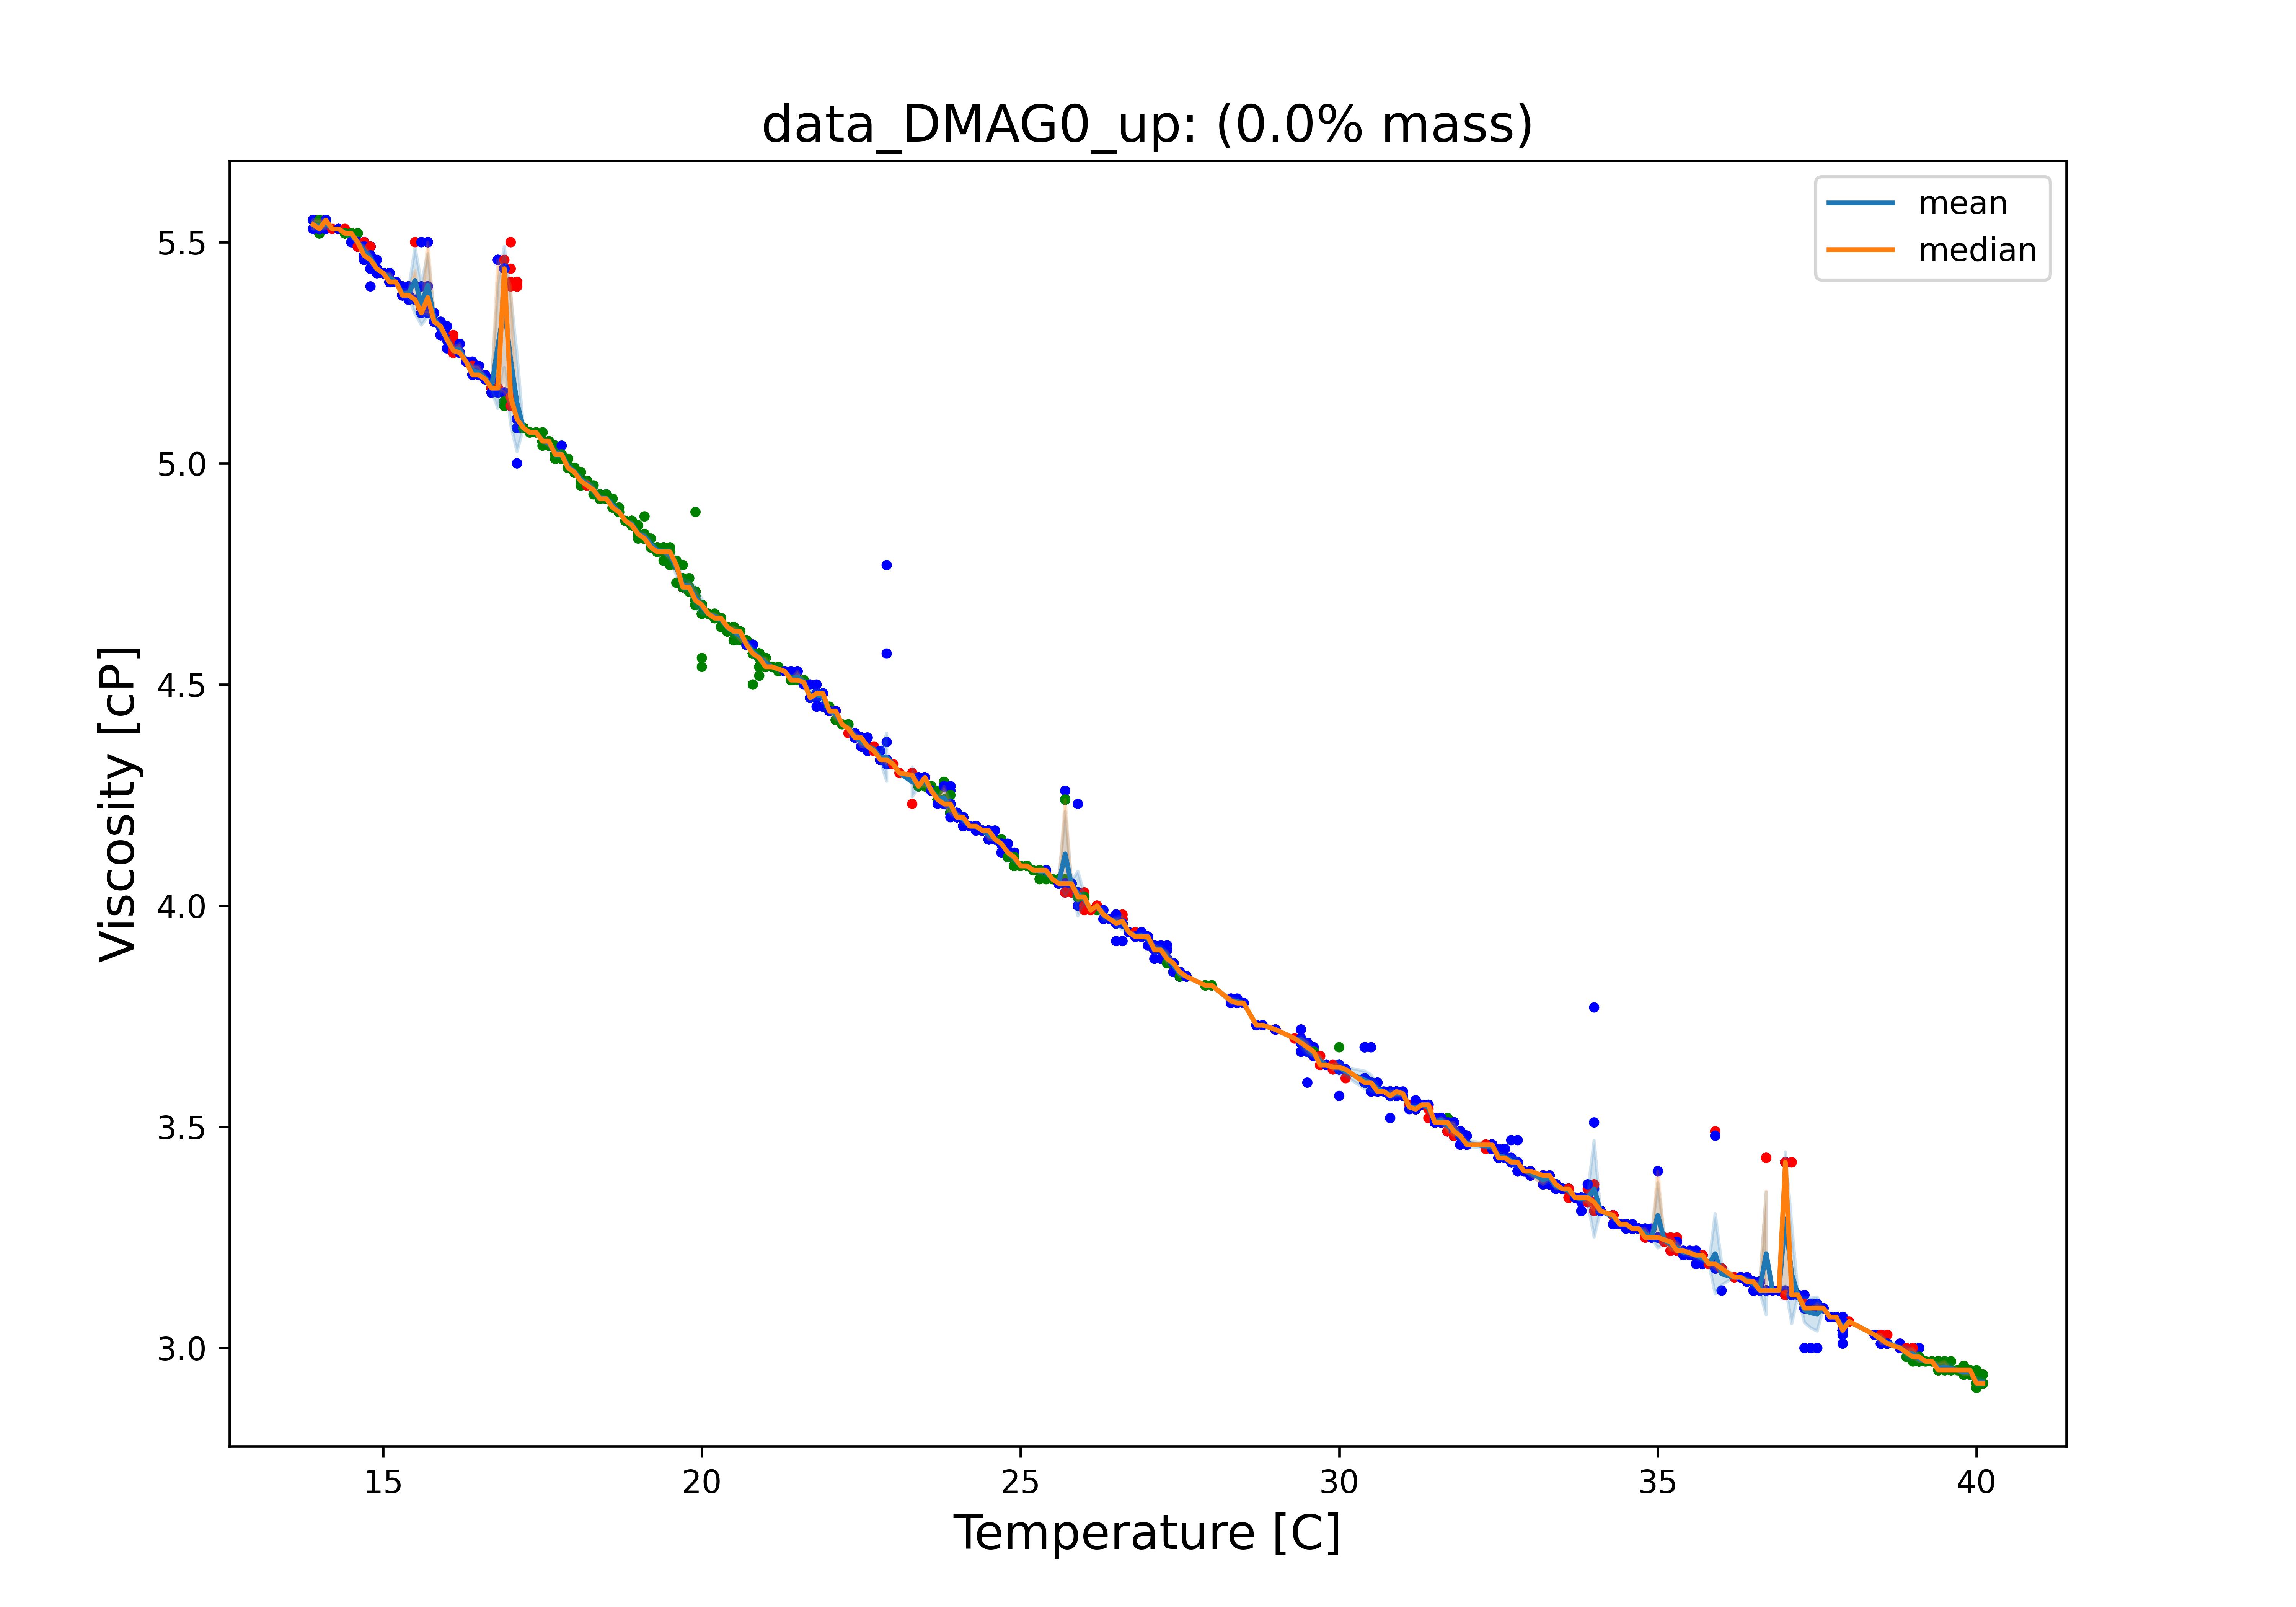 data_DMAG0_up: (0.0% mass)
mean
median
5.5
5.0
4.5
4.0
3.5
3.0
Viscosity [cP]
15 20 25 30 35 40
Temperature [C]